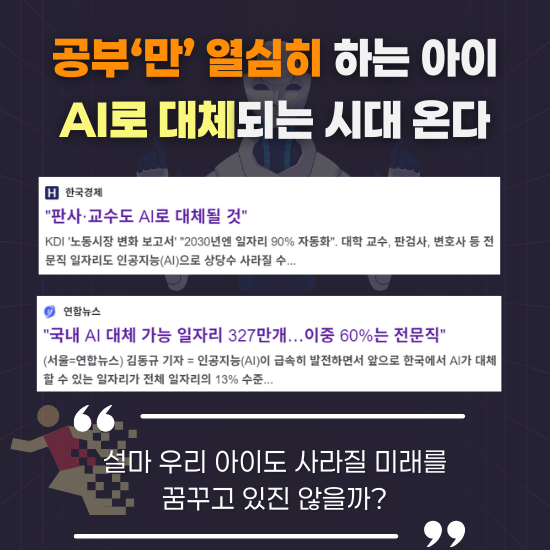 공부‘만’ 열심히 하는 아이
AI로 대체되는 시대 온다
H 한국경제
"판사·교수도 AI로 대체될 것"
KDI '노동시장 변화 보고서' "2030년엔 일자리 90% 자동화". 대학 교수, 판검사, 변호사 등 전
문직 일자리도 인공지능(AI)으로 상당수 사라질 수...
연합뉴스
"국내 AI 대체 가능 일자리 327만개...이중 60%는 전문직"
(서울=연합뉴스) 김동규 기자 = 인공지능(AI)이 급속히 발전하면서 앞으로 한국에서 AI가 대체
할 수 있는 일자리가 전체 일자리의 13% 수준...
“
설마 우리 아이도 사라질 미래를
꿈꾸고 있진 않을까?
”